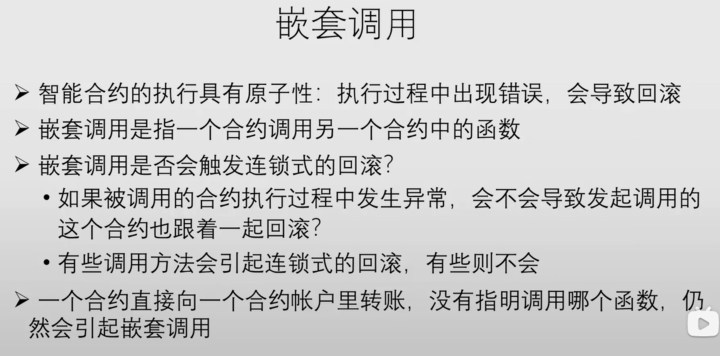 嵌套调用
➢ 智能合约的执行具有原子性：执行过程中出现错误，会导致回滚
➢ 嵌套调用是指一个合约调用另一个合约中的函数
➢ 嵌套调用是否会触发连锁式的回滚？
• 如果被调用的合约执行过程中发生异常，会不会导致发起调用的
这个合约也跟着一起回滚？
• 有些调用方法会引起连锁式的回滚，有些则不会
➢ 一个合约直接向一个合约帐户里转账，没有指明调用哪个函数，仍
然会引起嵌套调用